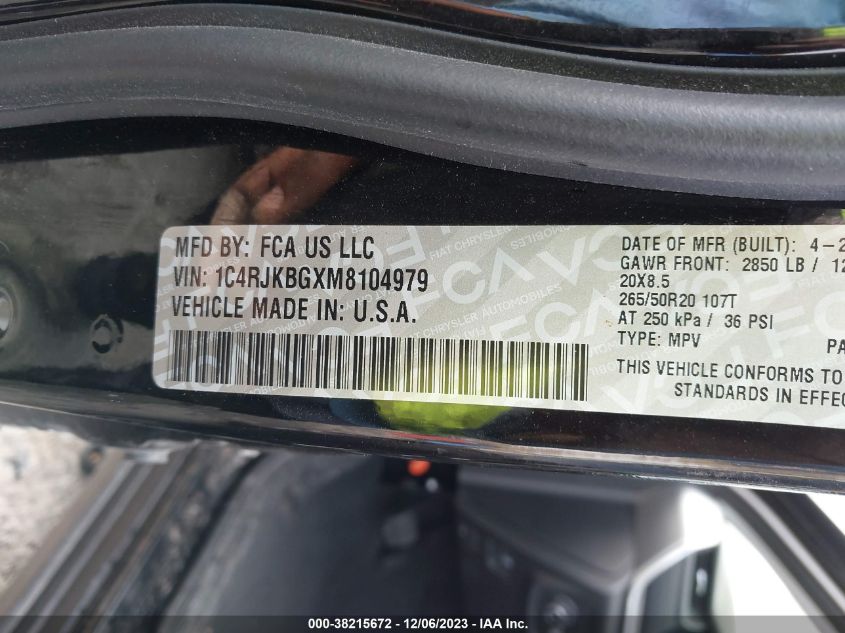 MFD BY: FCA US LLC
VIN: 1C4RJKBGXM8104979
VEHICLE MADE IN: U.S.A.
DATE OF MFR (BUILT): 4-2
GAWR FRONT: 2850 LB / 12
20X8.5
265/50R20 107T
AT 250 kPa / 36 PSI
TYPE: MPV
PA
THIS VEHICLE CONFORMS TO
STANDARDS IN EFFEC
000-38215672 - 12/06/2023 - IAA Inc.